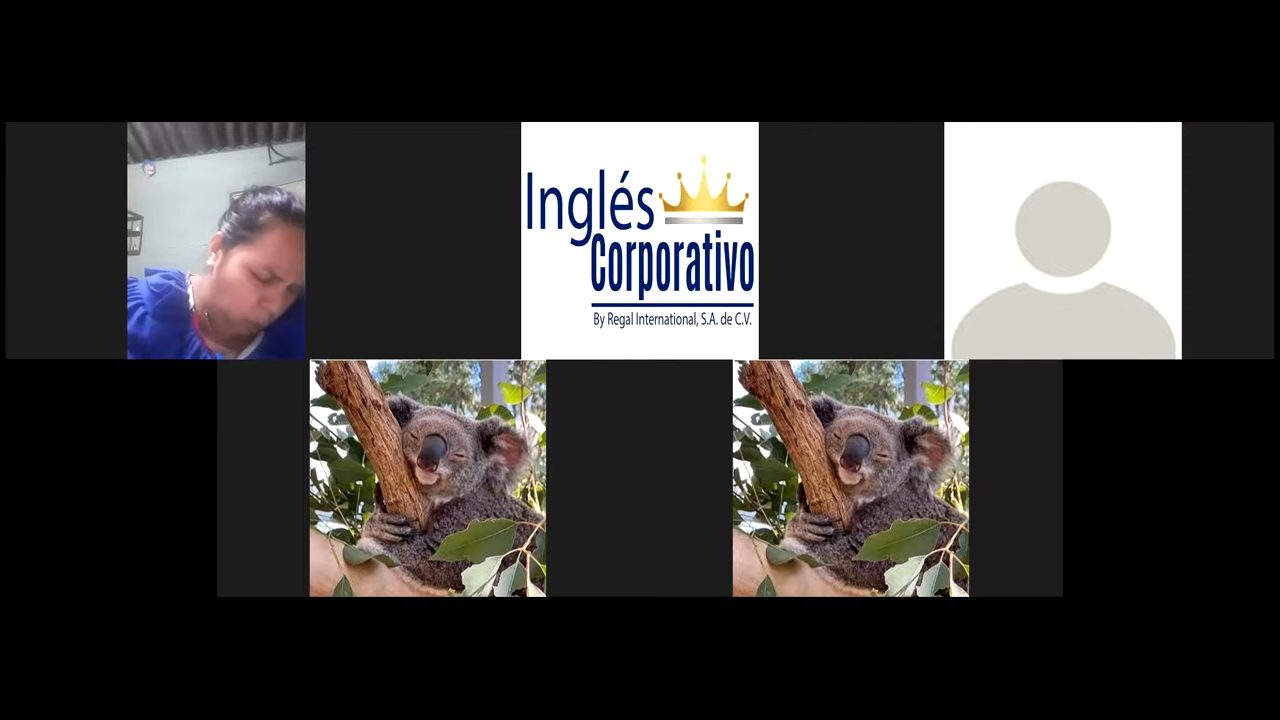 Inglés
Corporativo
By Regal International, S.A. de C.V.